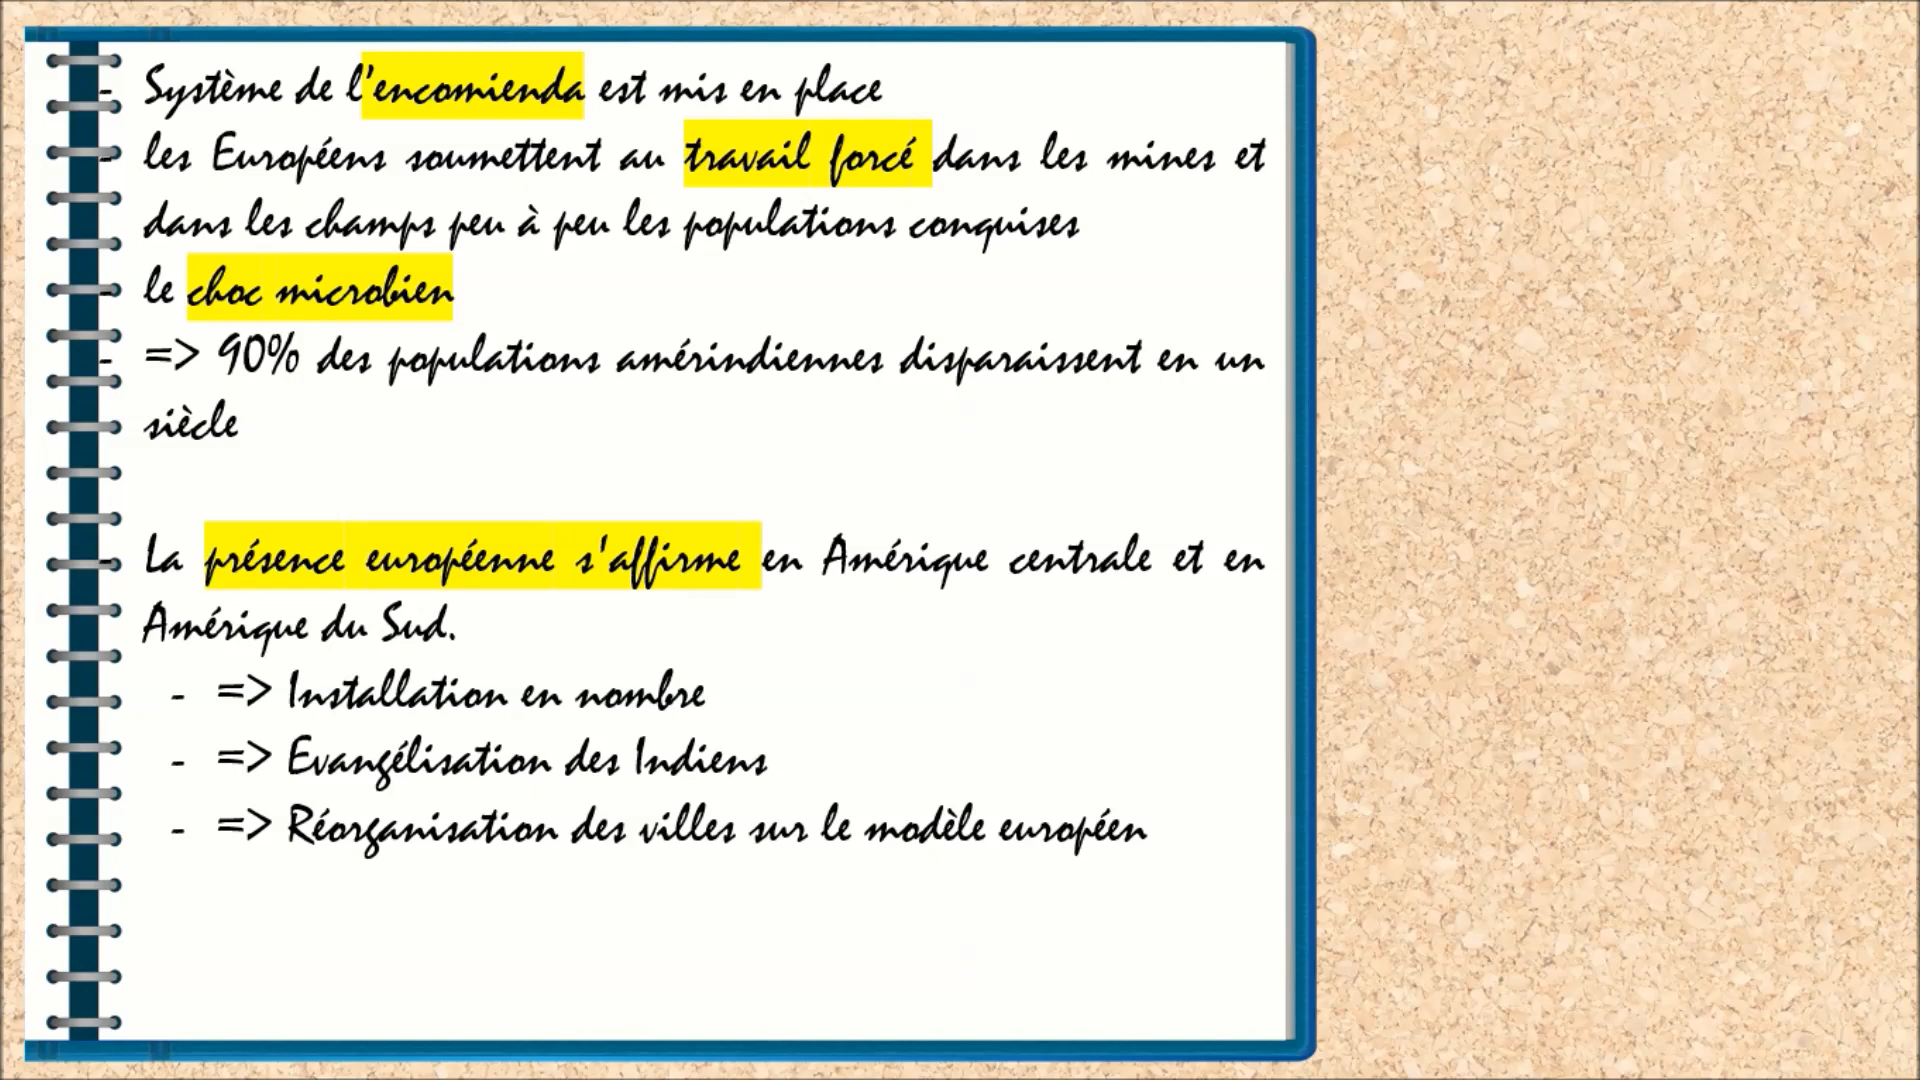 - Système de l'encomienda est mis en place
- les Européens soumettent au travail forcé dans les mines et
dans les champs peu à peu les populations conquises
- le choc microbien
- => 90% des populations amérindiennes disparaissent en un
siècle
- La présence européenne s'affirme en Amérique centrale et en
Amérique du Sud.
- => Installation en nombre
- => Evangélisation des Indiens
- => Réorganisation des villes sur le modèle européen